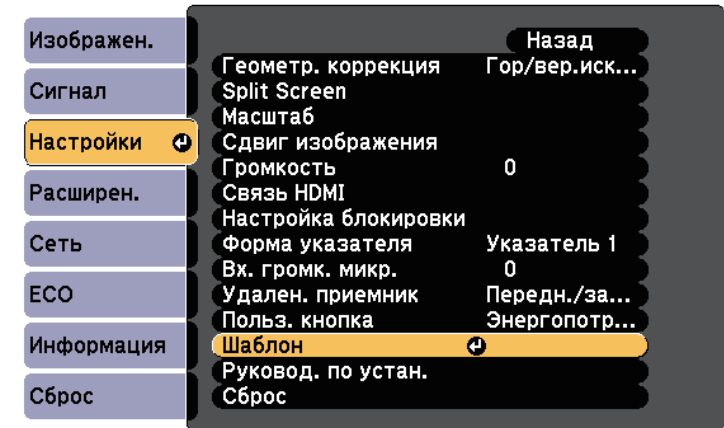 Изображен.
Сигнал
Настройки
Расширен.
Сеть
ECO
Информация
Сброс
Назад
Геометр. коррекция Гор/вер.иск...
Split Screen
Масштаб
Сдвиг изображения
Громкость 0
Связь HDMI
Настройка блокировки
Форма указателя Указатель 1
Вх. громк. микр. 0
Удален. приемник Передн./за...
Польз. кнопка Энергопотр...
Шаблон
Руковод. по устан.
Сброс